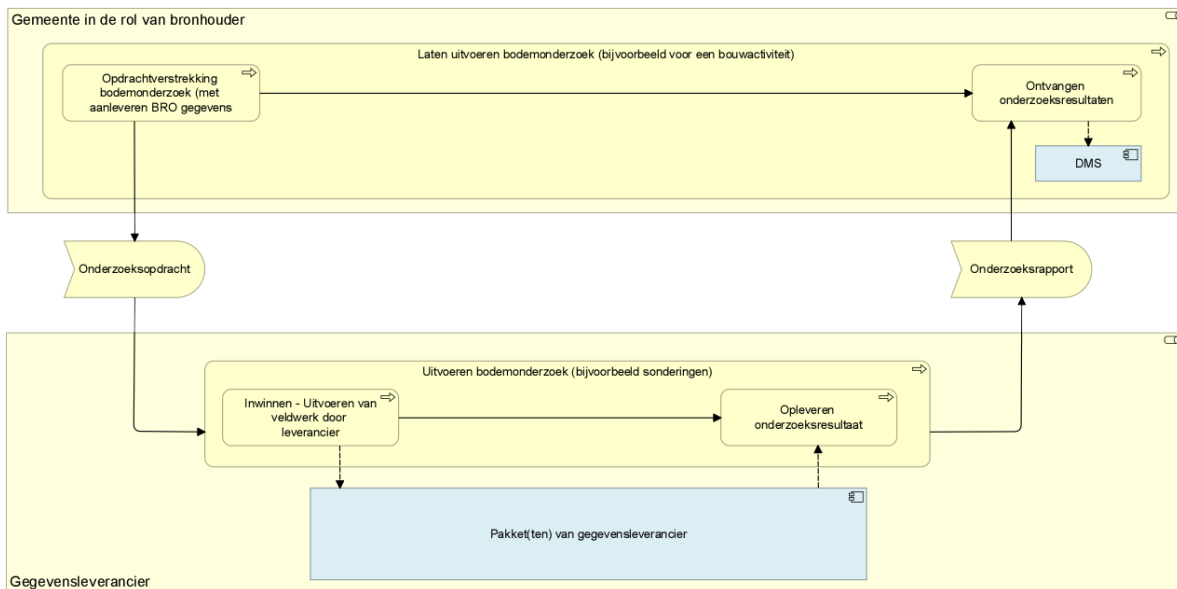 Gemeente in de rol van bronhouder
Laten uitvoeren bodemonderzoek (bijvoorbeeld voor een bouwactiviteit)
Opdrachtverstrekking
bodemonderzoek (met
aanleveren BRO gegevens
Ontvangen
onderzoeksresultaten
DMS
Onderzoeksopdracht
Onderzoeksrapport
Uitvoeren bodemonderzoek (bijvoorbeeld sonderingen)
Inwinnen - Uitvoeren van
veldwerk door
leverancier
Opleveren
onderzoeksresultaat
Pakket(ten) van gegevensleverancier
Gegevensleverancier